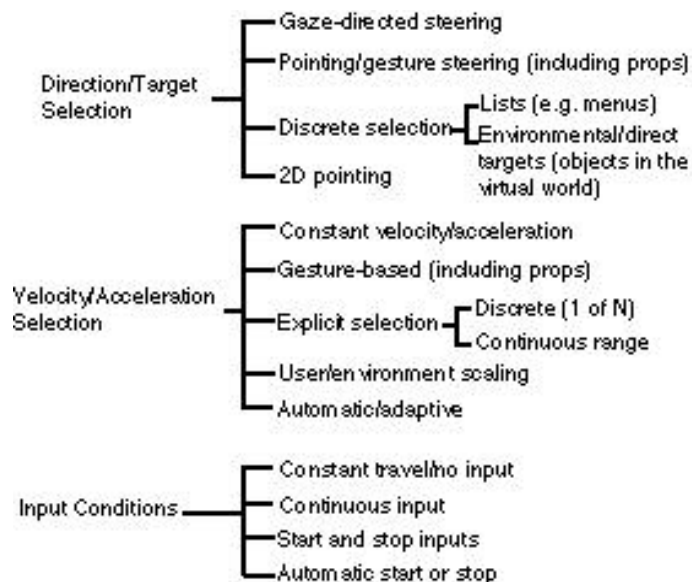 Gaze-directed steering
Pointing/gesture steering (including props)
Direction/Target
Selection
Discrete selection
Lists (e.g. menus)
Environmental/direct
targets (objects in the
virtual world)
2D pointing
Constant velocity/acceleration
Gesture-based (including props)
Velocity/Acceleration
Selection
Explicit selection
Discrete (1 of N)
Continuous range
User/environment scaling
Automatic/adaptive
Constant travel/no input
Input Conditions
Continuous input
Start and stop inputs
Automatic start or stop